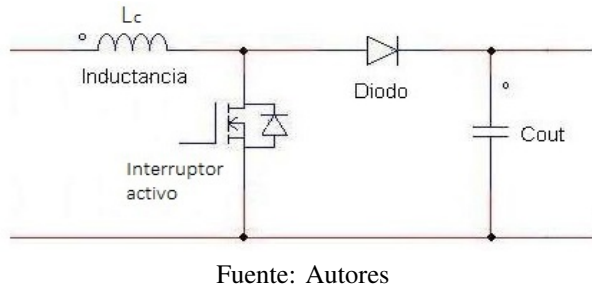 Lc
Inductancia
Diodo
Interruptor
activo
Cout
Fuente: Autores